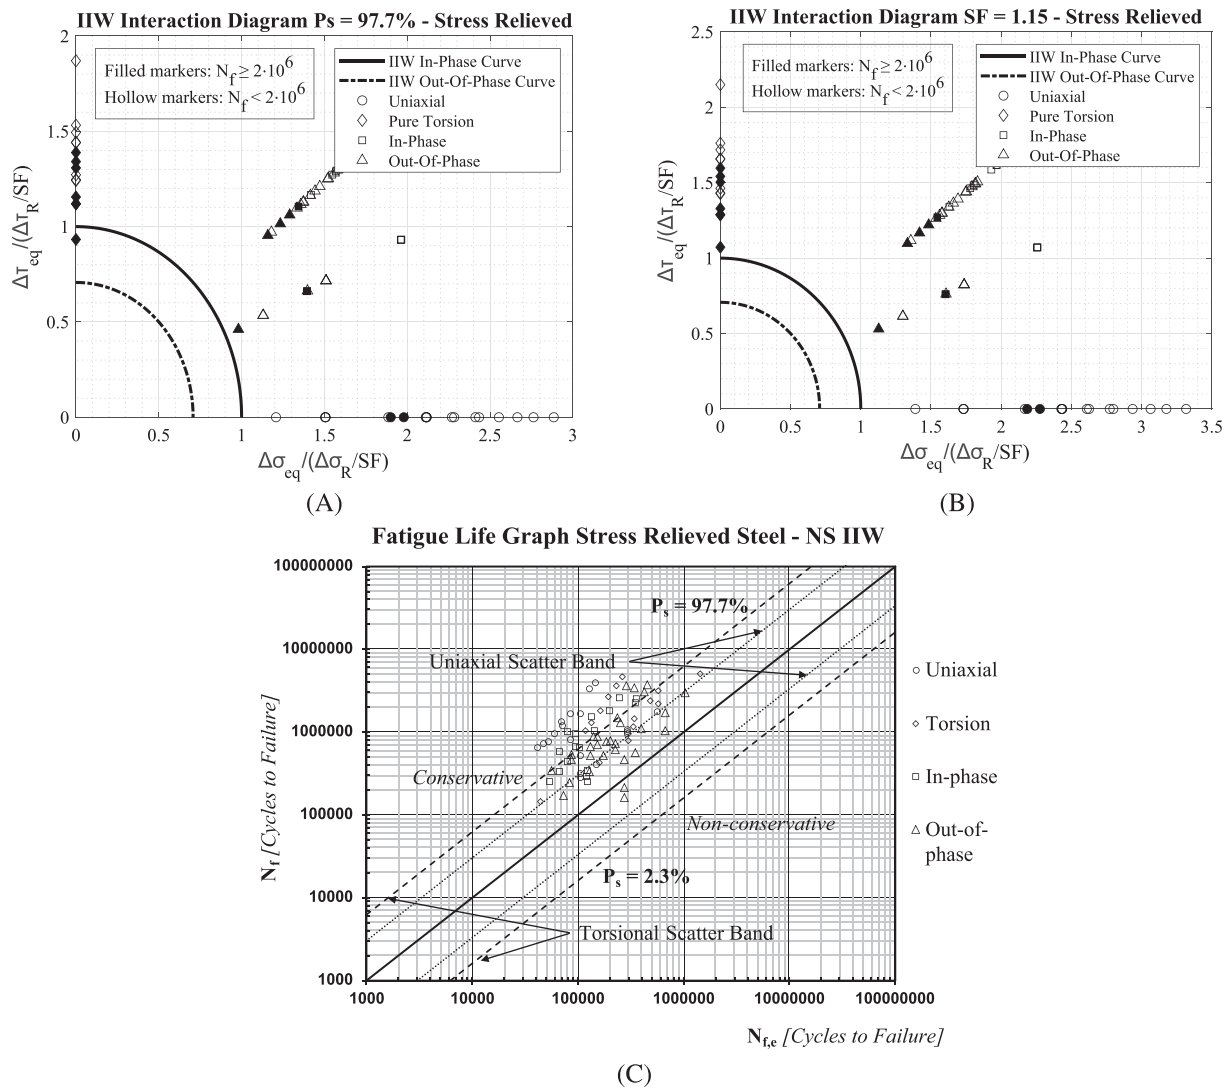 IIW Interaction Diagram Ps = 97.7% - Stress Relieved
Filled markers: N_f ≥ 2·10^6
Hollow markers: N_f < 2·10^6
IIW In-Phase Curve
IIW Out-Of-Phase Curve
Uniaxial
Pure Torsion
In-Phase
Out-Of-Phase
2
1.5
1
0.5
0
Δτ_eq/(Δτ_R/SF)
0 0.5 1 1.5 2 2.5 3
Δσ_eq/(Δσ_R/SF)
(A)
IIW Interaction Diagram SF = 1.15 - Stress Relieved
Filled markers: N_f ≥ 2·10^6
Hollow markers: N_f < 2·10^6
IIW In-Phase Curve
IIW Out-Of-Phase Curve
Uniaxial
Pure Torsion
In-Phase
Out-Of-Phase
2.5
2
1.5
1
0.5
0
Δτ_eq/(Δτ_R/SF)
0 0.5 1 1.5 2 2.5 3 3.5
Δσ_eq/(Δσ_R/SF)
(B)
Fatigue Life Graph Stress Relieved Steel - NS IIW
100000000
10000000
1000000
100000
10000
1000
N_f [Cycles to Failure]
P_s = 97.7%
Uniaxial Scatter Band
Conservative
Non-conservative
P_s = 2.3%
Torsional Scatter Band
Uniaxial
Torsion
In-phase
Out-of-
phase
1000 10000 100000 1000000 10000000 100000000
N_f,e [Cycles to Failure]
(C)